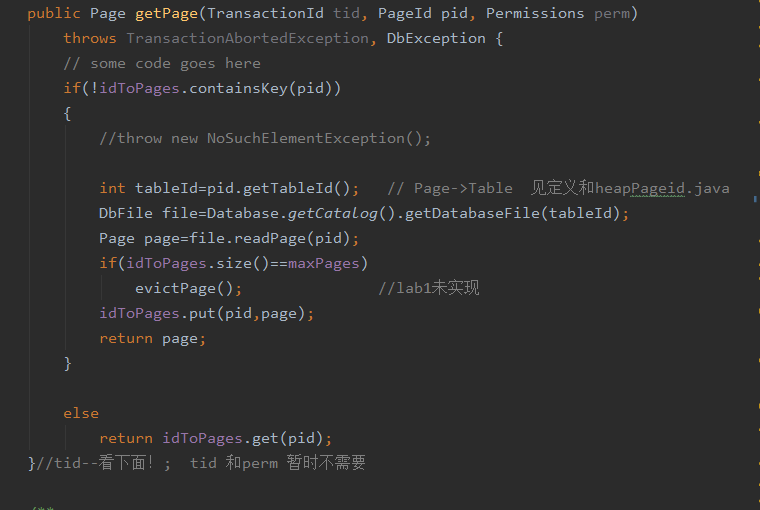 public Page getPage(TransactionId tid, PageId pid, Permissions perm)
throws TransactionAbortedException, DbException {
// some code goes here
if(!idToPages.containsKey(pid))
{
//throw new NoSuchElementException();
int tableId=pid.getTableId();   // Page->Table  见定义和heapPageid.java
DbFile file=Database.getCatalog().getDatabaseFile(tableId);
Page page=file.readPage(pid);
if(idToPages.size()==maxPages)
evictPage();               //lab1未实现
idToPages.put(pid,page);
return page;
}
else
return idToPages.get(pid);
}//tid--看下面！;  tid 和perm 暂时不需要
/**